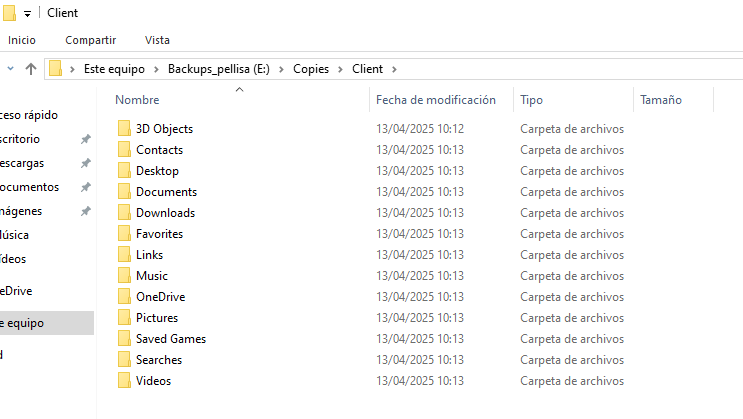 Client
Inicio Compartir Vista
Este equipo Backups_pellisa (E:) Copies Client
Nombre Fecha de modificación Tipo Tamaño
ceso rápido
scritorio
escargas
ocumentos
mágenes
úsica
ídeos
eDrive
e equipo
d
3D Objects 13/04/2025 10:12 Carpeta de archivos
Contacts 13/04/2025 10:13 Carpeta de archivos
Desktop 13/04/2025 10:13 Carpeta de archivos
Documents 13/04/2025 10:13 Carpeta de archivos
Downloads 13/04/2025 10:13 Carpeta de archivos
Favorites 13/04/2025 10:13 Carpeta de archivos
Links 13/04/2025 10:13 Carpeta de archivos
Music 13/04/2025 10:13 Carpeta de archivos
OneDrive 13/04/2025 10:13 Carpeta de archivos
Pictures 13/04/2025 10:13 Carpeta de archivos
Saved Games 13/04/2025 10:13 Carpeta de archivos
Searches 13/04/2025 10:13 Carpeta de archivos
Videos 13/04/2025 10:13 Carpeta de archivos